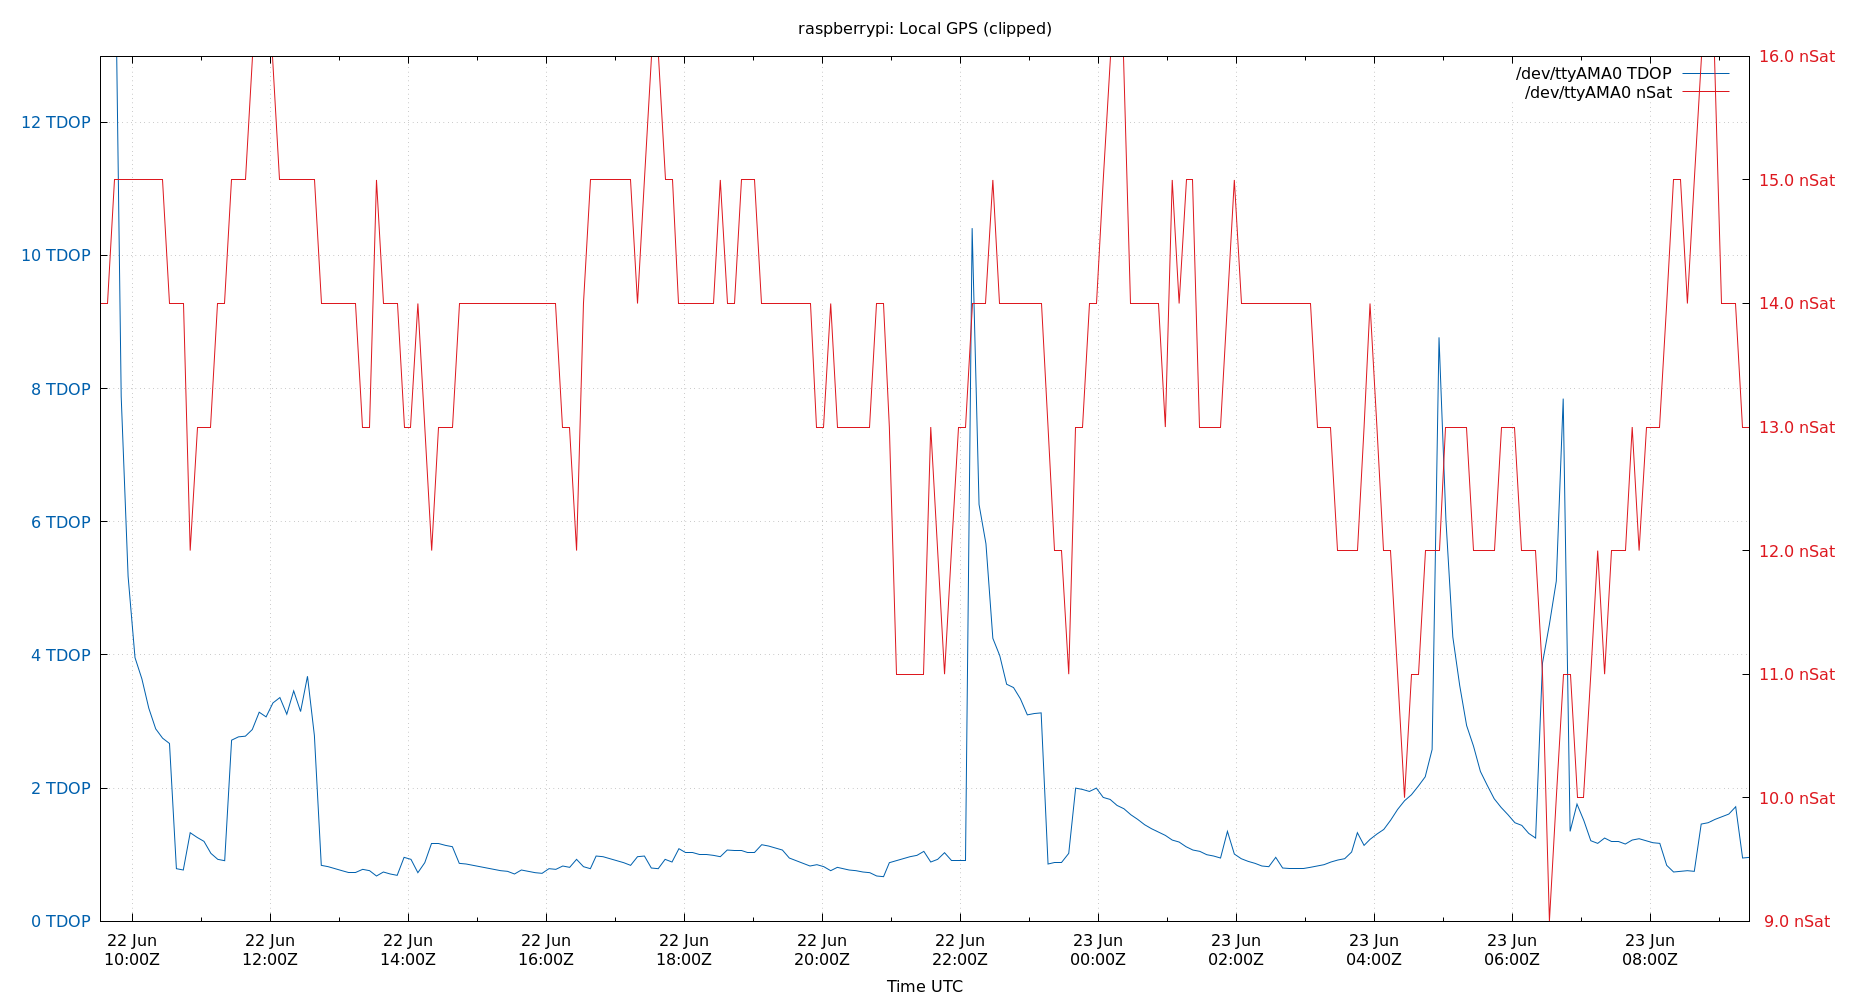 raspberrypi: Local GPS (clipped)
/dev/ttyAMA0 TDOP
/dev/ttyAMA0 nSat
12 TDOP
10 TDOP
8 TDOP
6 TDOP
4 TDOP
2 TDOP
0 TDOP
16.0 nSat
15.0 nSat
14.0 nSat
13.0 nSat
12.0 nSat
11.0 nSat
10.0 nSat
9.0 nSat
22 Jun 22 Jun 22 Jun 22 Jun 22 Jun 22 Jun 22 Jun 23 Jun 23 Jun 23 Jun 23 Jun 23 Jun
10:00Z 12:00Z 14:00Z 16:00Z 18:00Z 20:00Z 22:00Z 00:00Z 02:00Z 04:00Z 06:00Z 08:00Z
Time UTC